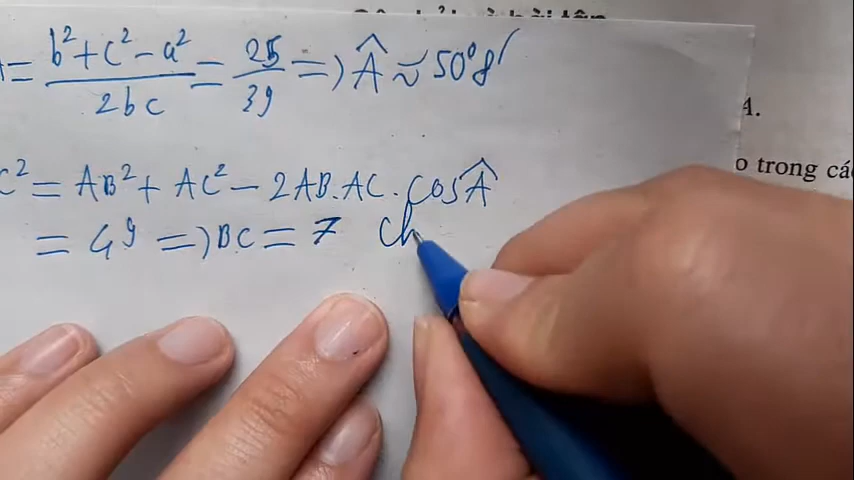 = b²+c²-a² / 2bc = 25/39 => Â ≈ 50°8'
A.
C² = AB² + AC² - 2AB.AC.cosÂ
o trong cá
= 49 => BC = 7 Ch